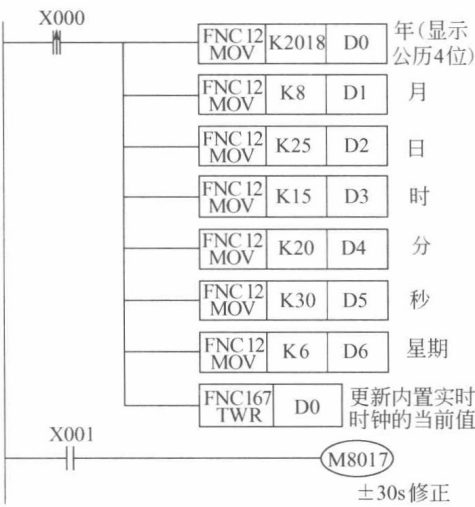 X000
FNC 12 MOV K2018 D0 年(显示
公历4位)
FNC 12 MOV K8 D1 月
FNC 12 MOV K25 D2 日
FNC 12 MOV K15 D3 时
FNC 12 MOV K20 D4 分
FNC 12 MOV K30 D5 秒
FNC 12 MOV K6 D6 星期
FNC167 TWR D0 更新内置实时
时钟的当前值
X001
M8017
±30s修正